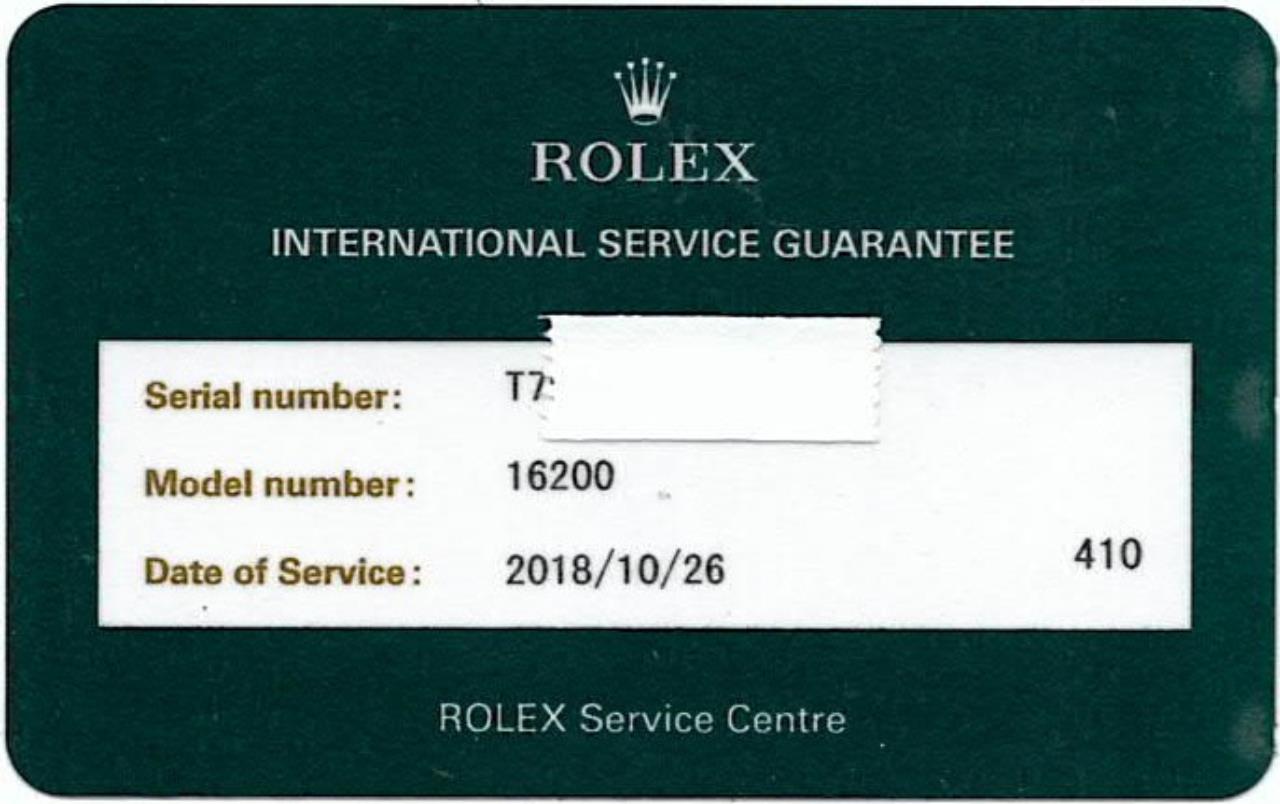 ROLEX
INTERNATIONAL SERVICE GUARANTEE
Serial number: T7
Model number: 16200
Date of Service: 2018/10/26 410
ROLEX Service Centre